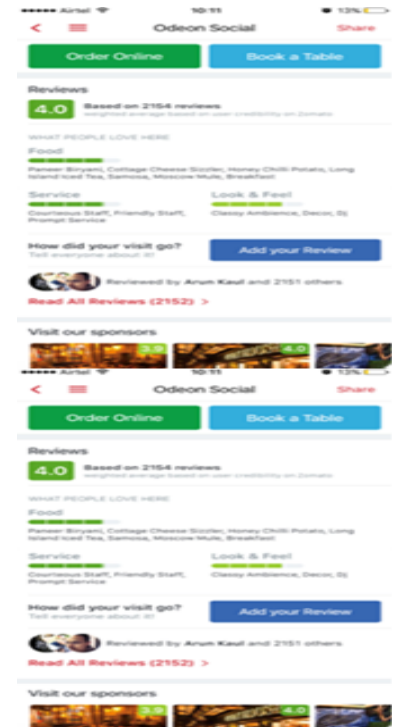 Airtel 10:11 13%
Odeon Social Share
Order Online Book a Table
Reviews
4.0 Based on 2154 reviews
weighted average based on user credibility on Zomato
WHAT PEOPLE LOVE HERE
Food
Paneer Biryani, Cottage Cheese Sizzler, Honey Chilli Potato, Long
Island Iced Tea, Samosa, Moscow Mule, Breakfast
Service Look & Feel
Courteous Staff, Friendly Staff, Classy Ambience, Decor, Dj
Prompt Service
How did your visit go? Add your Review
Tell everyone about it!
Reviewed by Arun Kaul and 2151 others
Read All Reviews (2152) >
Visit our sponsors
3.9 4.0
Airtel 10:11 13%
Odeon Social Share
Order Online Book a Table
Reviews
4.0 Based on 2154 reviews
weighted average based on user credibility on Zomato
WHAT PEOPLE LOVE HERE
Food
Paneer Biryani, Cottage Cheese Sizzler, Honey Chilli Potato, Long
Island Iced Tea, Samosa, Moscow Mule, Breakfast
Service Look & Feel
Courteous Staff, Friendly Staff, Classy Ambience, Decor, Dj
Prompt Service
How did your visit go? Add your Review
Tell everyone about it!
Reviewed by Arun Kaul and 2151 others
Read All Reviews (2152) >
Visit our sponsors
3.9 4.0